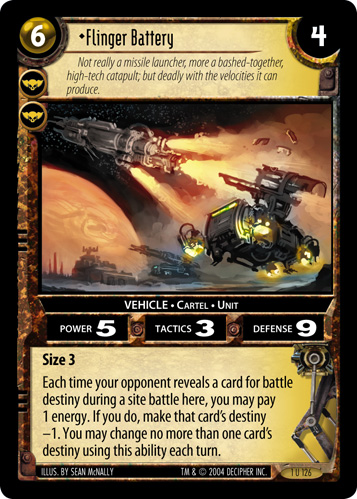 6 •Flinger Battery 4
Not really a missile launcher, more a bashed-together,
high-tech catapult; but deadly with the velocities it can
produce.
VEHICLE • CARTEL • UNIT
POWER 5 TACTICS 3 DEFENSE 9
Size 3
Each time your opponent reveals a card for battle
destiny during a site battle here, you may pay
1 energy. If you do, make that card's destiny
–1. You may change no more than one card's
destiny using this ability each turn.
ILLUS. BY SEAN McNALLY TM & © 2004 DECIPHER INC. 1 U 126